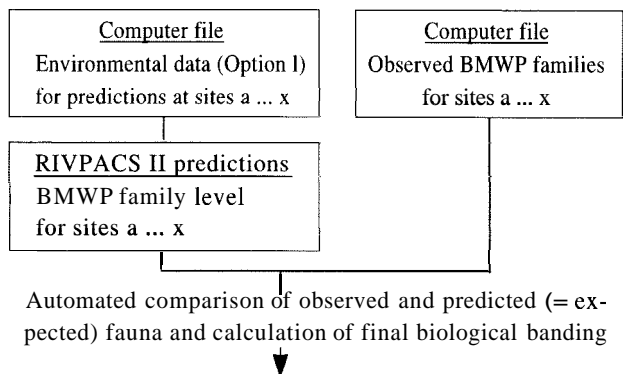 Computer file
Environmental data (Option l)
for predictions at sites a ... x
Computer file
Observed BMWP families
for sites a ... x
RIVPACS II predictions
BMWP family level
for sites a ... x
Automated comparison of observed and predicted (= ex-
pected) fauna and calculation of final biological banding